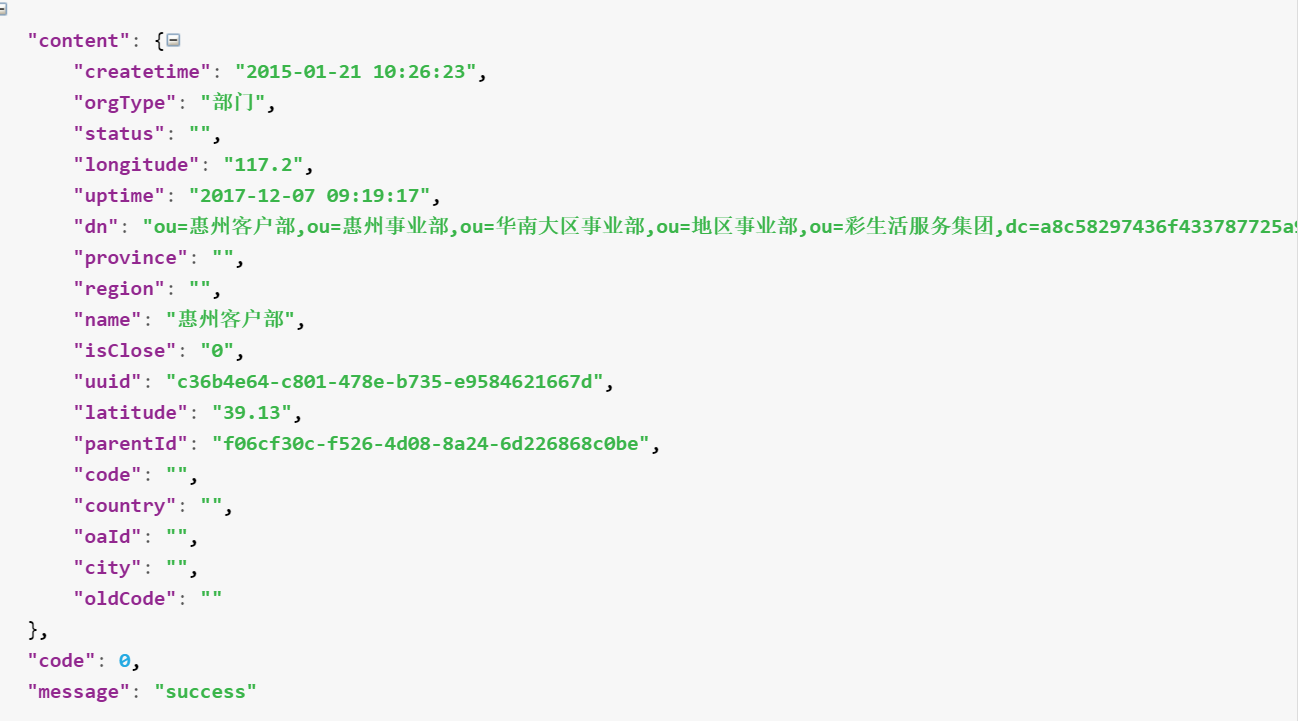 "content": {
"createtime": "2015-01-21 10:26:23",
"orgType": "部门",
"status": "",
"longitude": "117.2",
"uptime": "2017-12-07 09:19:17",
"dn": "ou=惠州客户部,ou=惠州事业部,ou=华南大区事业部,ou=地区事业部,ou=彩生活服务集团,dc=a8c58297436f433787725a9
"province": "",
"region": "",
"name": "惠州客户部",
"isClose": "0",
"uuid": "c36b4e64-c801-478e-b735-e9584621667d",
"latitude": "39.13",
"parentId": "f06cf30c-f526-4d08-8a24-6d226868c0be",
"code": "",
"country": "",
"oaId": "",
"city": "",
"oldCode": ""
},
"code": 0,
"message": "success"